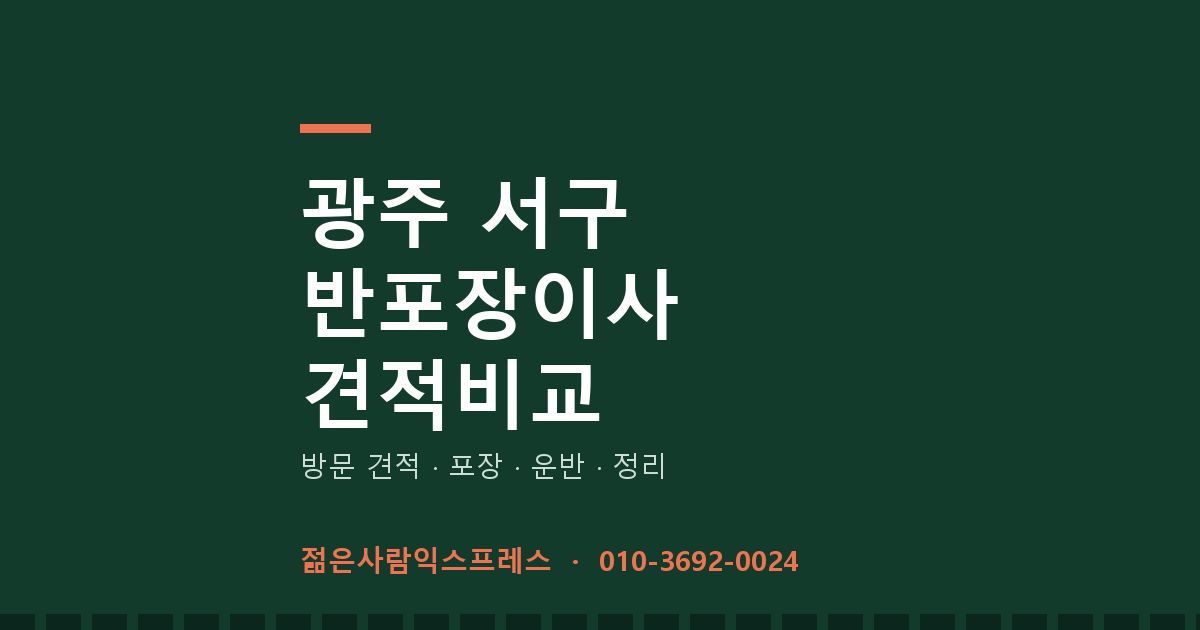 광주 서구
반포장이사
견적비교
방문 견적 · 포장 · 운반 · 정리
젊은사람익스프레스 · 010-3692-0024